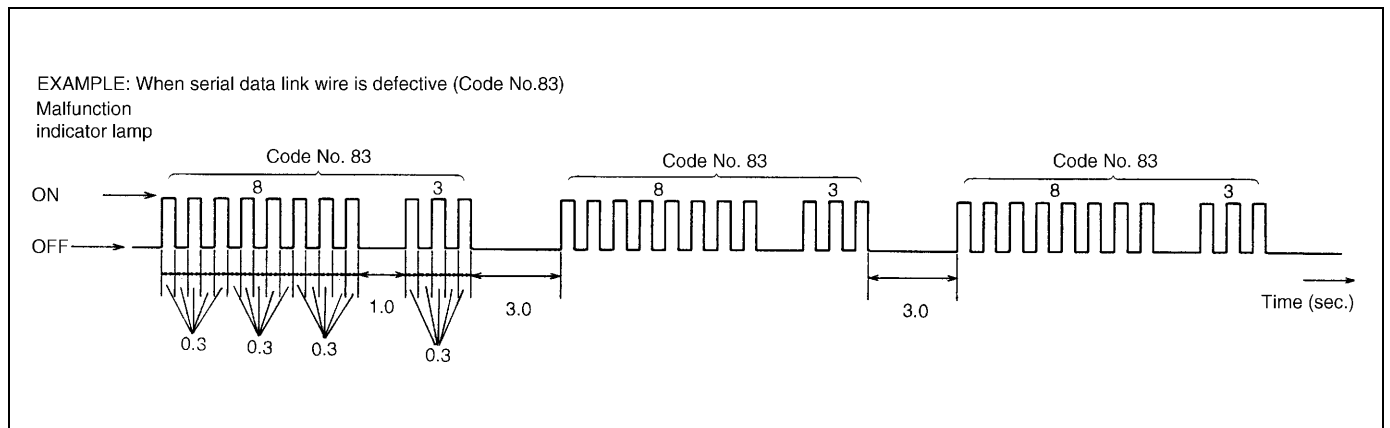 EXAMPLE: When serial data link wire is defective (Code No.83)
Malfunction
indicator lamp
Code No. 83
Code No. 83
Code No. 83
8
3
8
3
8
3
ON
OFF
1.0
3.0
3.0
Time (sec.)
0.3
0.3
0.3
0.3